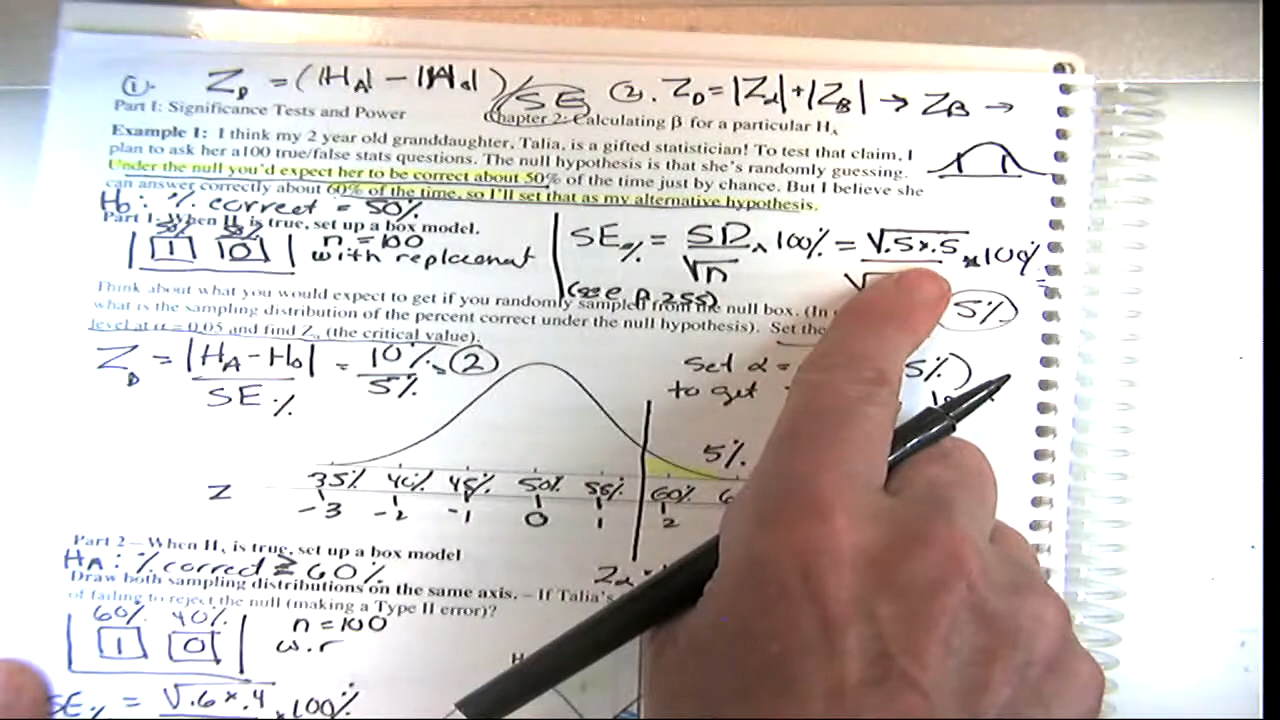 ①. Z_D = (|H_A| - |H_0|)/SE ②. Z_D = |Z_α| + |Z_β| → Z_β →
Part I: Significance Tests and Power Chapter 2: Calculating β for a particular H_A
Example 1: I think my 2 year old granddaughter, Talia, is a gifted statistician! To test that claim, I
plan to ask her a100 true/false stats questions. The null hypothesis is that she's randomly guessing.
Under the null you'd expect her to be correct about 50% of the time just by chance. But I believe she
can answer correctly about 60% of the time, so I'll set that as my alternative hypothesis.
H_0: % correct = 50%
Part 1- When H_0 is true, set up a box model.
50% 50%
1 0
n = 100
with replacement
SE_% = SD/√n × 100% = √.5×.5/√ × 100% =
(see p 255)
5%
Think about what you would expect to get if you randomly sampled from the null box. (In
what is the sampling distribution of the percent correct under the null hypothesis). Set the
level at α = 0.05 and find Z_α (the critical value).
Z_D = |H_A - H_0|/SE_% = 10%/5% = ②
Set α = 5%)
to get
5%
35% 40% 45% 50% 55% 60% 6
Z -3 -2 -1 0 1 2
Z_α
Part 2 – When H_A is true, set up a box model
H_A: % correct ≥ 60%
Draw both sampling distributions on the same axis. – If Talia's
of failing to reject the null (making a Type II error)?
60% 40%
1 0
n = 100
w.r
H
SE_% = √.6×.4 × 100%